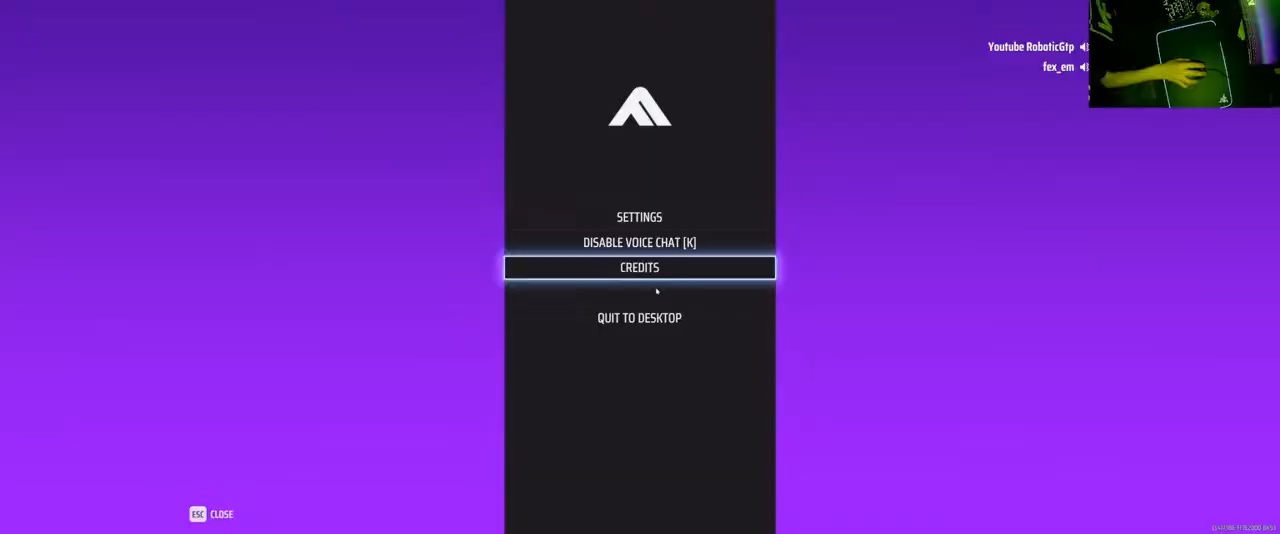 Youtube RoboticGtp
fex_em
SETTINGS
DISABLE VOICE CHAT [K]
CREDITS
QUIT TO DESKTOP
ESC CLOSE